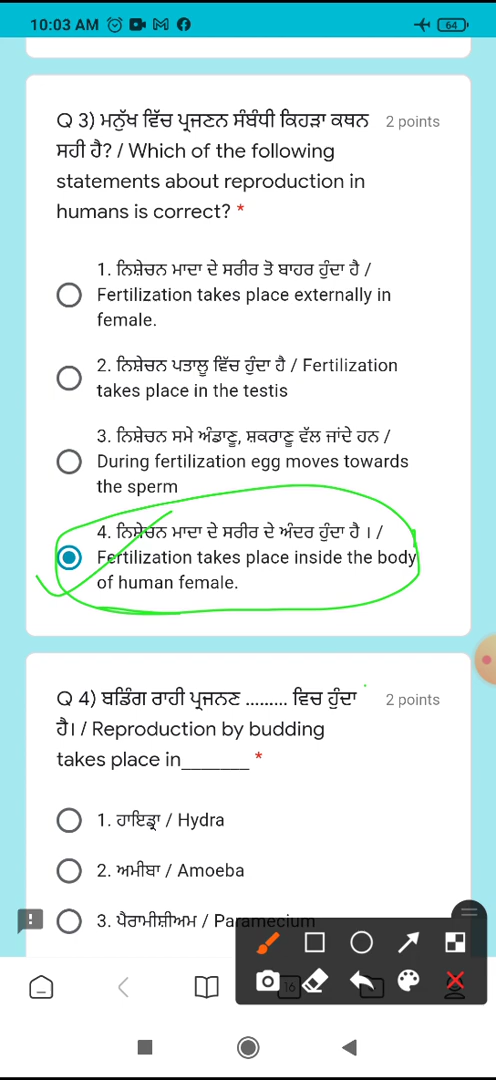 10:03 AM
64
Q 3) ਮਨੁੱਖ ਵਿੱਚ ਪ੍ਰਜਣਨ ਸੰਬੰਧੀ ਕਿਹੜਾ ਕਥਨ 2 points
ਸਹੀ ਹੈ? / Which of the following
statements about reproduction in
humans is correct? *
1. ਨਿਸ਼ੇਚਨ ਮਾਦਾ ਦੇ ਸਰੀਰ ਤੋ ਬਾਹਰ ਹੁੰਦਾ ਹੈ /
Fertilization takes place externally in
female.
2. ਨਿਸ਼ੇਚਨ ਪਤਾਲੂ ਵਿੱਚ ਹੁੰਦਾ ਹੈ / Fertilization
takes place in the testis
3. ਨਿਸ਼ੇਚਨ ਸਮੇ ਅੰਡਾਣੂ, ਸ਼ਕਰਾਣੂ ਵੱਲ ਜਾਂਦੇ ਹਨ /
During fertilization egg moves towards
the sperm
4. ਨਿਸ਼ੇਚਨ ਮਾਦਾ ਦੇ ਸਰੀਰ ਦੇ ਅੰਦਰ ਹੁੰਦਾ ਹੈ । /
Fertilization takes place inside the body
of human female.
Q 4) ਬਡਿੰਗ ਰਾਹੀ ਪ੍ਰਜਨਣ ......... ਵਿਚ ਹੁੰਦਾ 2 points
ਹੈ। / Reproduction by budding
takes place in_______ *
1. ਹਾਇਡ੍ਰਾ / Hydra
2. ਅਮੀਬਾ / Amoeba
3. ਪੈਰਾਮੀਸ਼ੀਅਮ / Paramecium
16